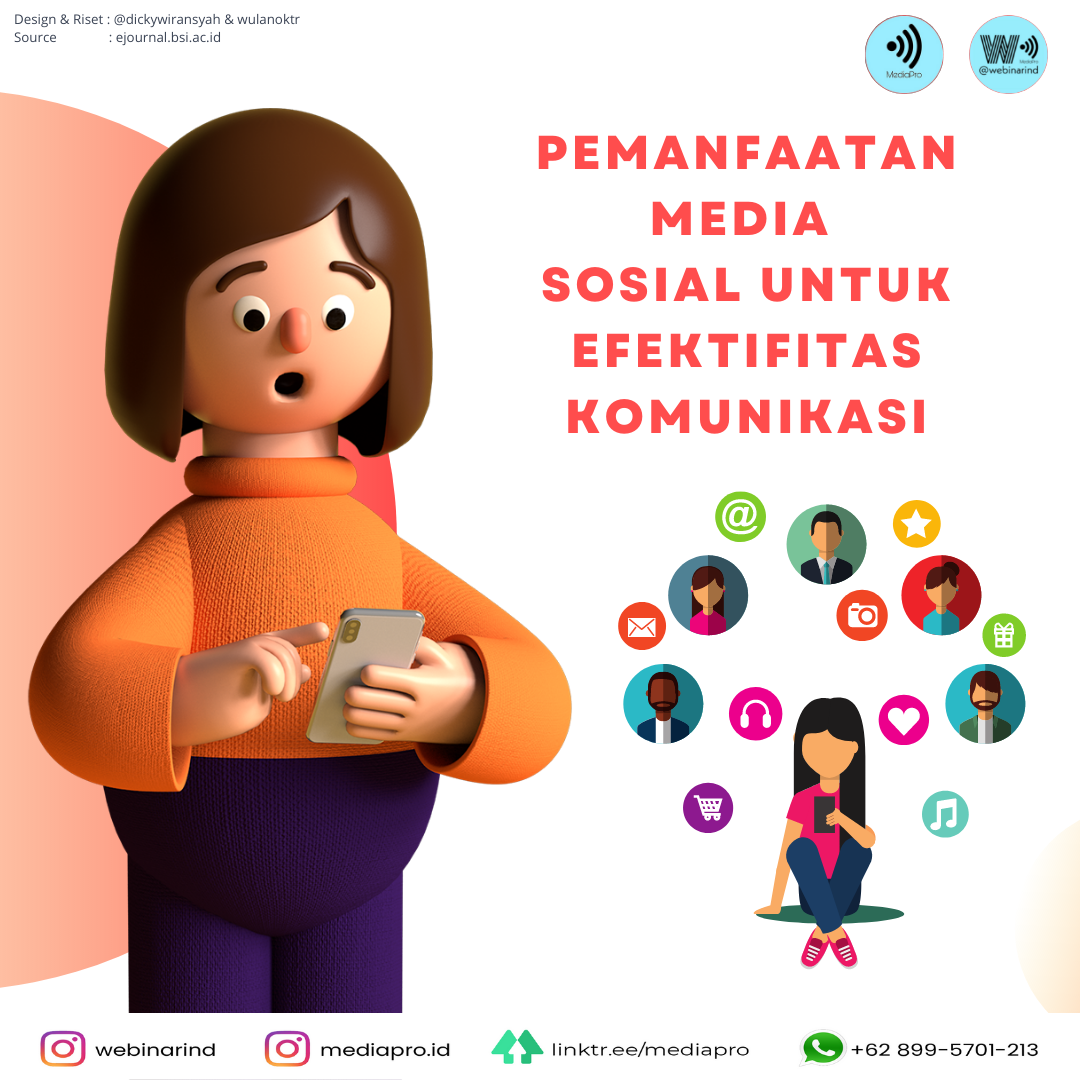 Design & Riset : @dickywiransyah & wulanoktr
Source : ejournal.bsi.ac.id
MediaPro
W
MediaPro
@webinarind
PEMANFAATAN
MEDIA
SOSIAL UNTUK
EFEKTIFITAS
KOMUNIKASI
@
webinarind
mediapro.id
linktr.ee/mediapro
+62 899-5701-213